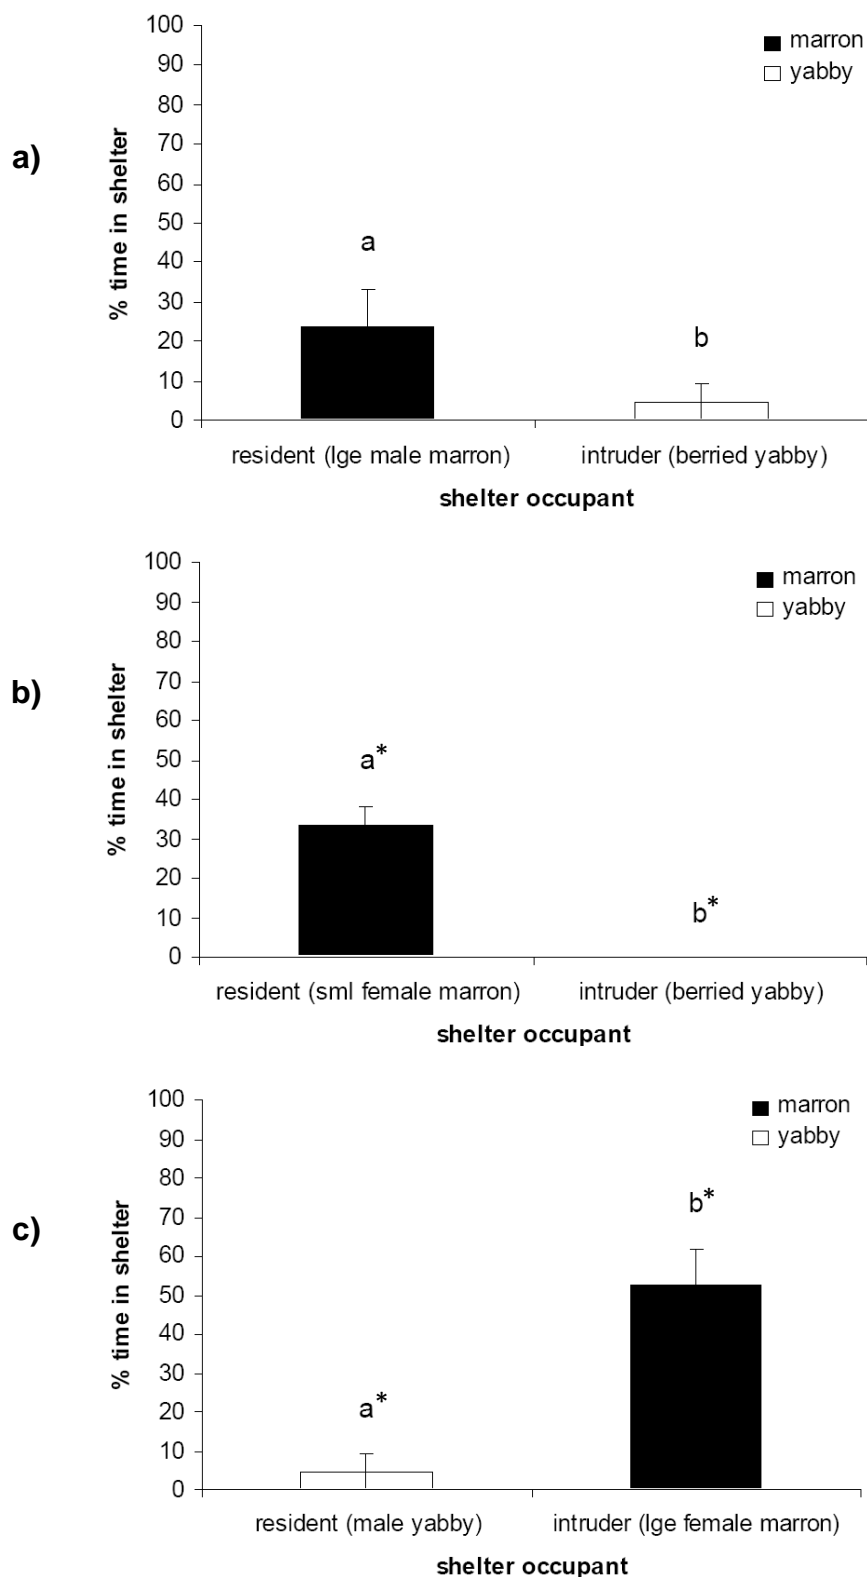 a)
% time in shelter
100
90
80
70
60
50
40
30
20
10
0
marron
yabby
a
b
resident (lge male marron)
intruder (berried yabby)
shelter occupant
b)
% time in shelter
100
90
80
70
60
50
40
30
20
10
0
marron
yabby
a*
b*
resident (sml female marron)
intruder (berried yabby)
shelter occupant
c)
% time in shelter
100
90
80
70
60
50
40
30
20
10
0
marron
yabby
a*
b*
resident (male yabby)
intruder (lge female marron)
shelter occupant